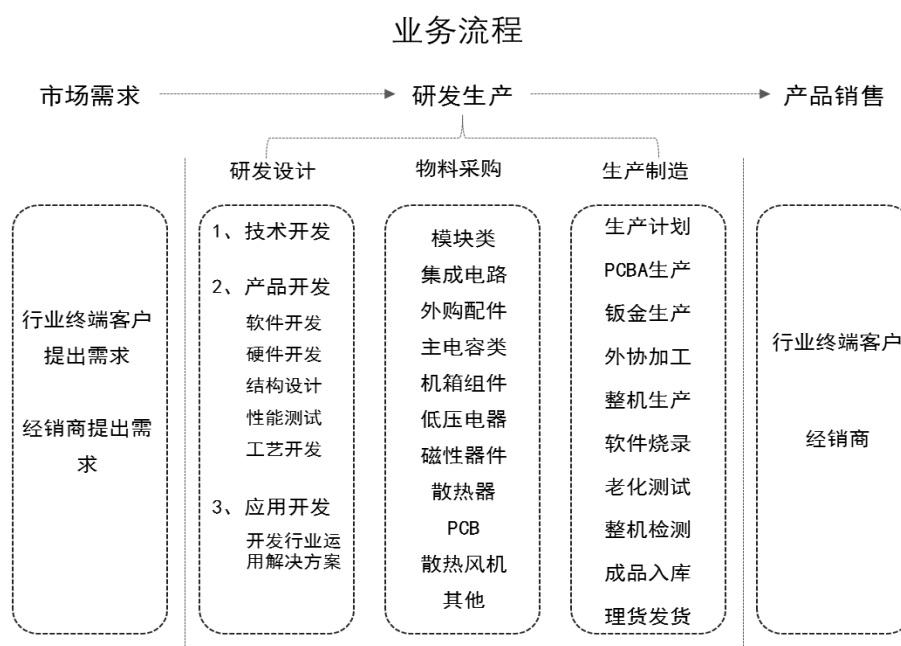 业务流程
市场需求
研发生产
产品销售
研发设计
物料采购
生产制造
行业终端客户
提出需求
经销商提出需
求
1、技术开发
2、产品开发
软件开发
硬件开发
结构设计
性能测试
工艺开发
3、应用开发
开发行业运
用解决方案
模块类
集成电路
外购配件
主电容类
机箱组件
低压电器
磁性器件
散热器
PCB
散热风机
其他
生产计划
PCBA生产
钣金生产
外协加工
整机生产
软件烧录
老化测试
整机检测
成品入库
理货发货
行业终端客户
经销商